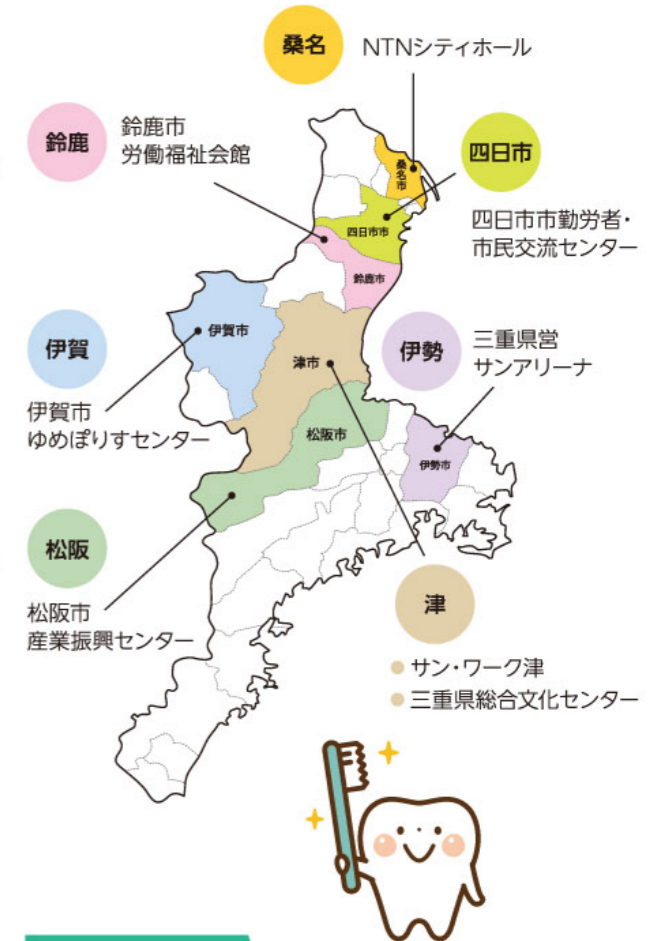 桑名
NTNシティホール
鈴鹿
鈴鹿市
労働福祉会館
四日市
四日市市勤労者・
市民交流センター
桑名市
四日市市
鈴鹿市
伊賀
伊賀市
ゆめぽりすセンター
伊賀市
津市
伊勢
三重県営
サンアリーナ
松阪市
伊勢市
松阪
松阪市
産業振興センター
津
サン・ワーク津
三重県総合文化センター